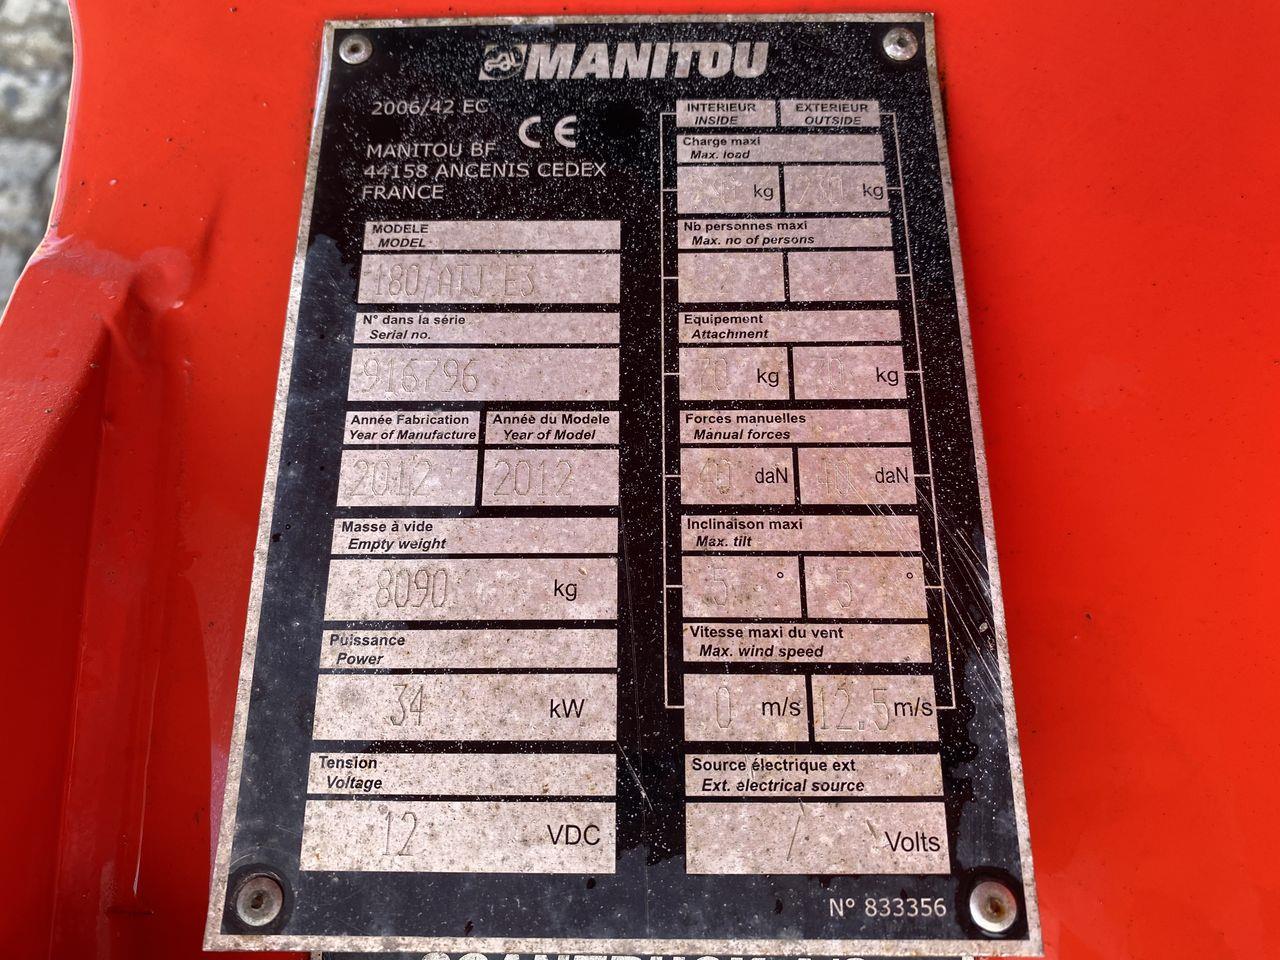 MANITOU
2006/42 EC
CE
MANITOU BF
44158 ANCENIS CEDEX
FRANCE
MODELE
MODEL
180/ATJ E3
N° dans la série
Serial no.
916796
Année Fabrication
Year of Manufacture
2012
Année du Modele
Year of Model
2012
Masse à vide
Empty weight
8090 kg
Puissance
Power
34 kW
Tension
Voltage
12 VDC
INTERIEUR
INSIDE
EXTERIEUR
OUTSIDE
Charge maxi
Max. load
kg 230 kg
Nb personnes maxi
Max. no of persons
2 2
Equipement
Attachment
70 kg 70 kg
Forces manuelles
Manual forces
40 daN 40 daN
Inclinaison maxi
Max. tilt
5 ° 5 °
Vitesse maxi du vent
Max. wind speed
0 m/s 12.5 m/s
Source électrique ext
Ext. electrical source
/ Volts
N° 833356